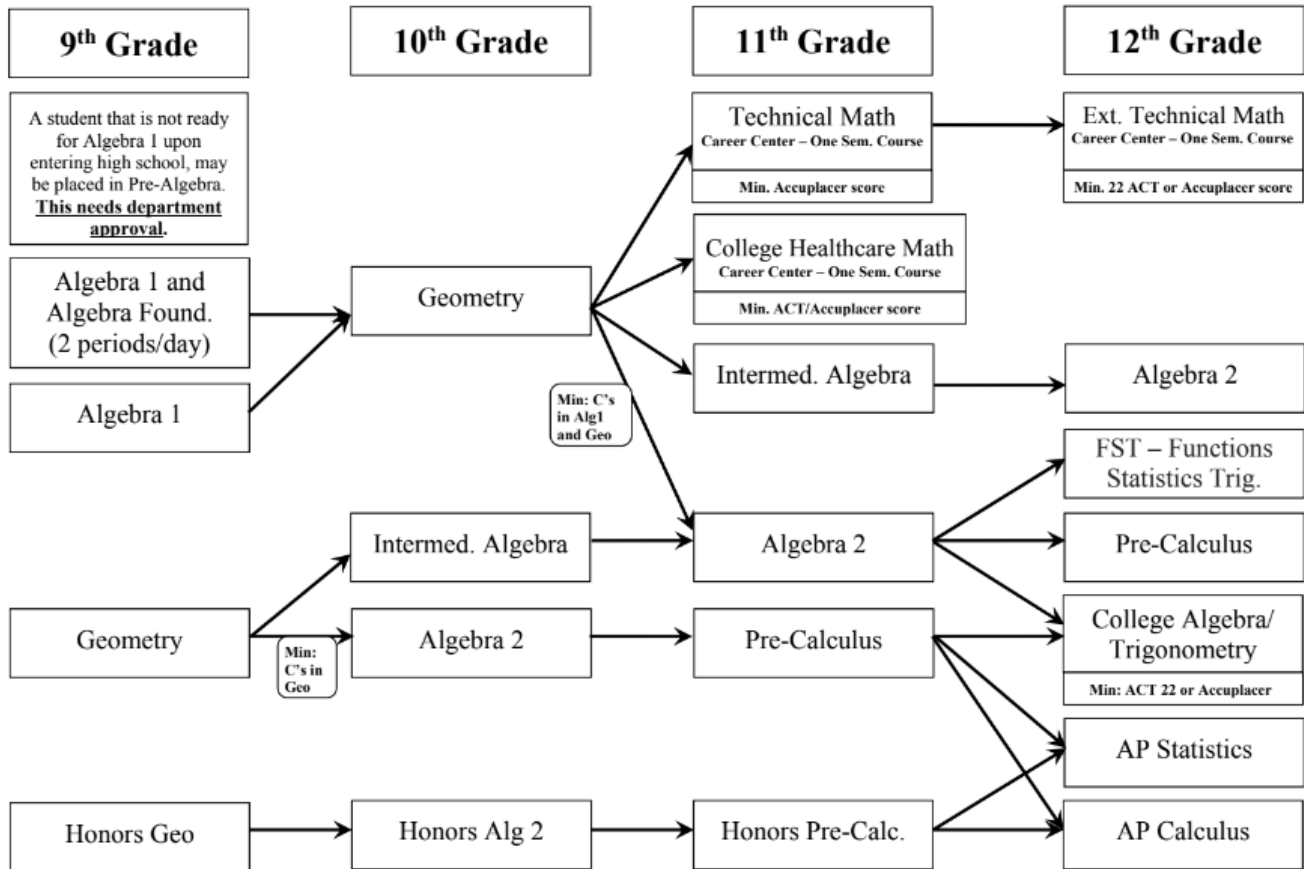 9th Grade
10th Grade
11th Grade
12th Grade
A student that is not ready
for Algebra 1 upon
entering high school, may
be placed in Pre-Algebra.
This needs department
approval.
Technical Math
Career Center – One Sem. Course
Min. Accuplacer score
Ext. Technical Math
Career Center – One Sem. Course
Min. 22 ACT or Accuplacer score
College Healthcare Math
Career Center – One Sem. Course
Min. ACT/Accuplacer score
Algebra 1 and
Algebra Found.
(2 periods/day)
Geometry
Intermed. Algebra
Algebra 2
Algebra 1
Min: C's
in Alg1
and Geo
FST – Functions
Statistics Trig.
Intermed. Algebra
Algebra 2
Pre-Calculus
Geometry
Min:
C's in
Geo
Algebra 2
Pre-Calculus
College Algebra/
Trigonometry
Min: ACT 22 or Accuplacer
AP Statistics
Honors Geo
Honors Alg 2
Honors Pre-Calc.
AP Calculus